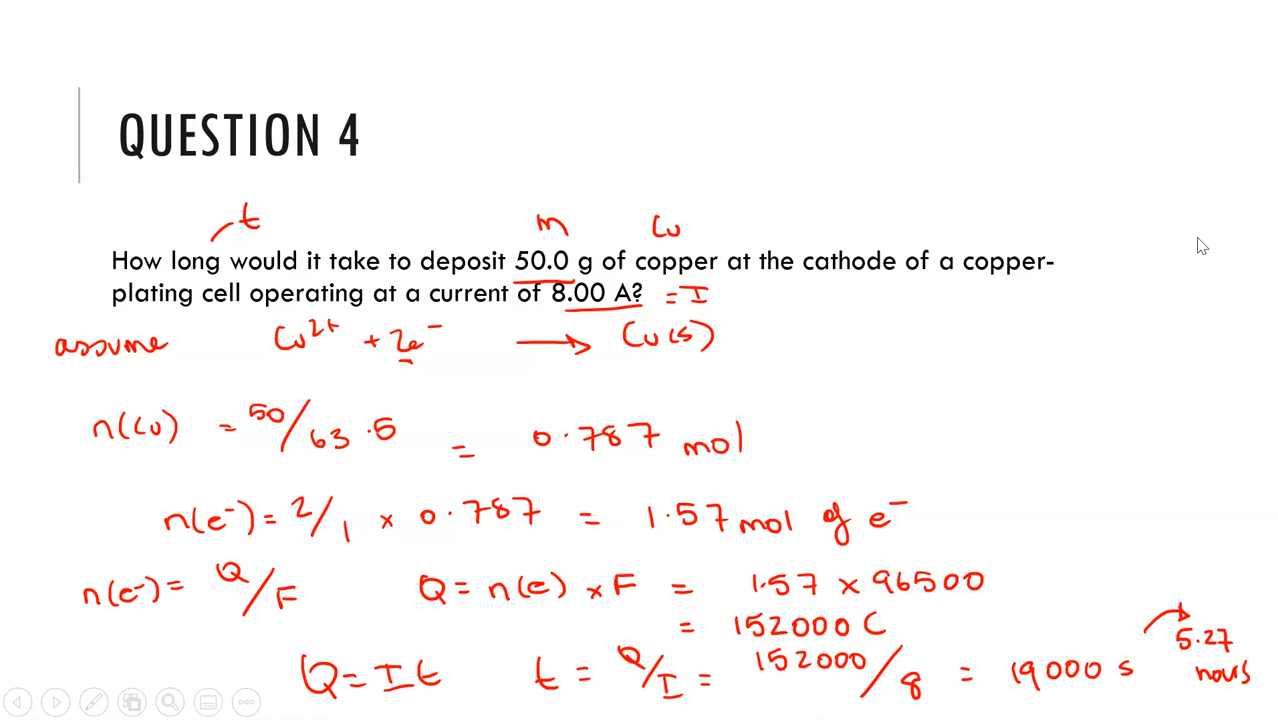 QUESTION 4
t m Cu
How long would it take to deposit 50.0 g of copper at the cathode of a copper-
plating cell operating at a current of 8.00 A? = I
assume Cu²⁺ + 2e⁻ → Cu(s)
n(Cu) = 50/63.5 = 0.787 mol
n(e⁻) = 2/1 × 0.787 = 1.57 mol of e⁻
n(e⁻) = Q/F Q = n(e) × F = 1.57 × 96500
= 152000 C
Q = It t = Q/I = 152000/8 = 19000 s → 5.27 hours